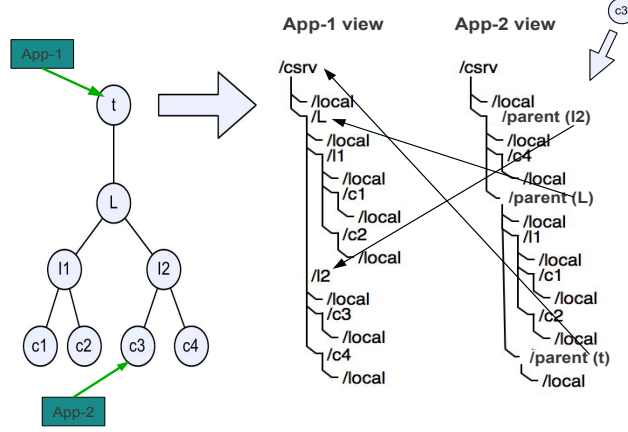 App-1
t
L
l1
l2
c1
c2
c3
c4
App-2
App-1 view
/csrv
/local
/L
/local
/l1
/local
/c1
/local
/c2
/local
/l2
/local
/c3
/local
/c4
/local
App-2 view
c3
/csrv
/local
/parent (l2)
/local
/c4
/local
/parent (L)
/local
/l1
/local
/c1
/local
/c2
/local
/parent (t)
/local